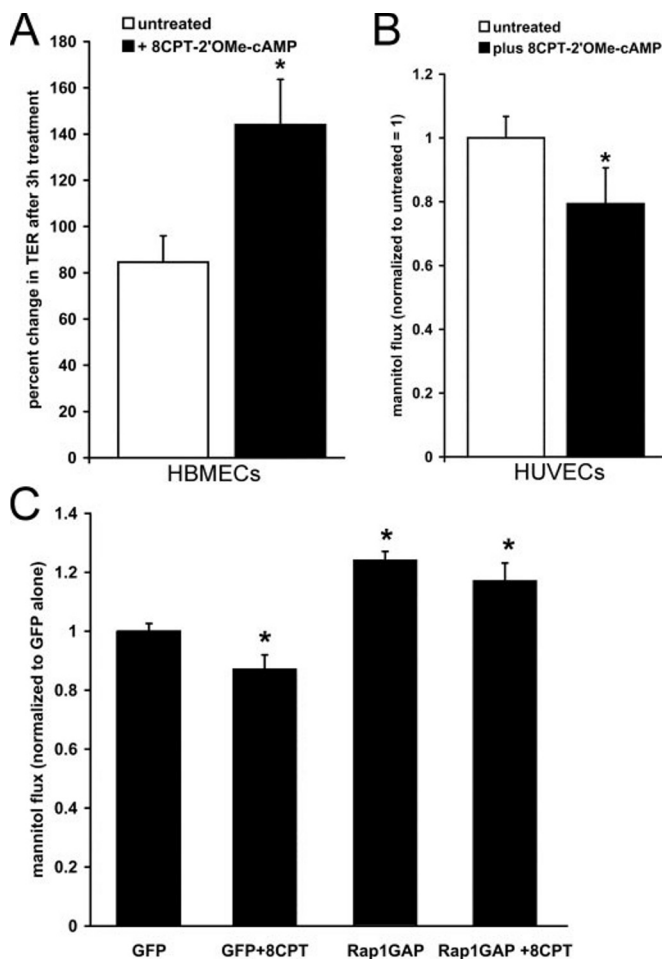 A
untreated
+ 8CPT-2'OMe-cAMP
percent change in TER after 3h treatment
180
160
140
120
100
80
60
40
20
0
*
HBMECs
B
untreated
plus 8CPT-2'OMe-cAMP
mannitol flux (normalized to untreated = 1)
1.2
1
0.8
0.6
0.4
0.2
0
*
HUVECs
C
mannitol flux (normalized to GFP alone)
1.4
1.2
1
0.8
0.6
0.4
0.2
0
*
*
*
GFP
GFP+8CPT
Rap1GAP
Rap1GAP +8CPT